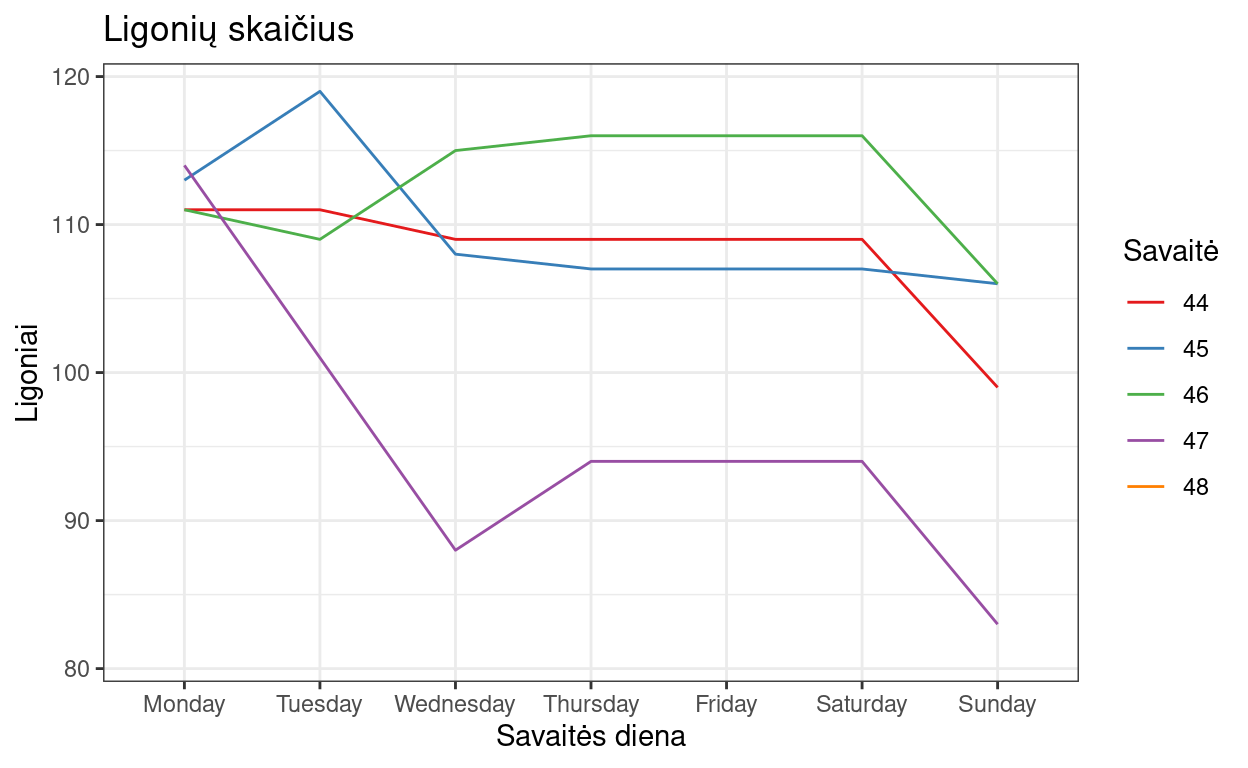 Ligonių skaičius
120
110
100
90
80
Ligoniai
Monday Tuesday Wednesday Thursday Friday Saturday Sunday
Savaitės diena
Savaitė
44
45
46
47
48